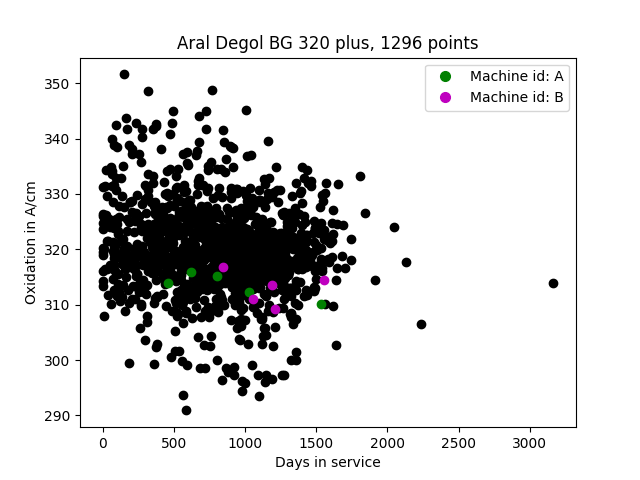 Aral Degol BG 320 plus, 1296 points
Machine id: A
Machine id: B
Oxidation in A/cm
350
340
330
320
310
300
290
0 500 1000 1500 2000 2500 3000
Days in service